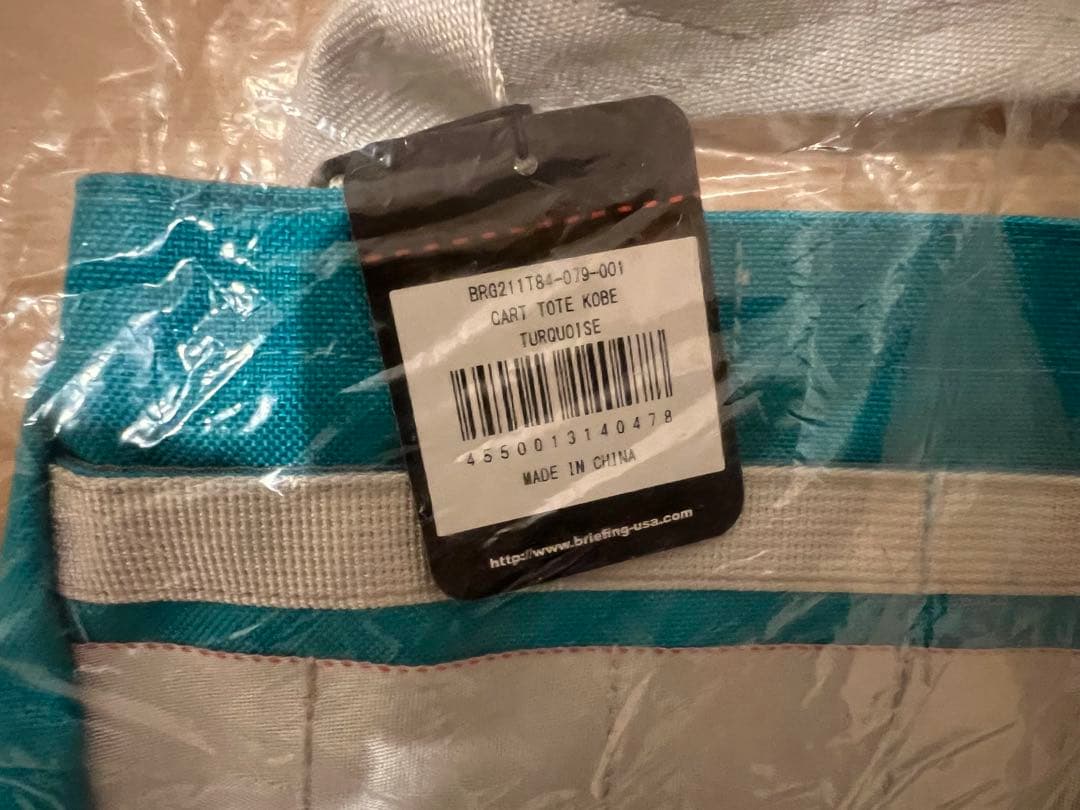 BRG211T84-079-001
CART TOTE KOBE
TURQUOISE
4550013140478
MADE IN CHINA
http://www.briefing-usa.com